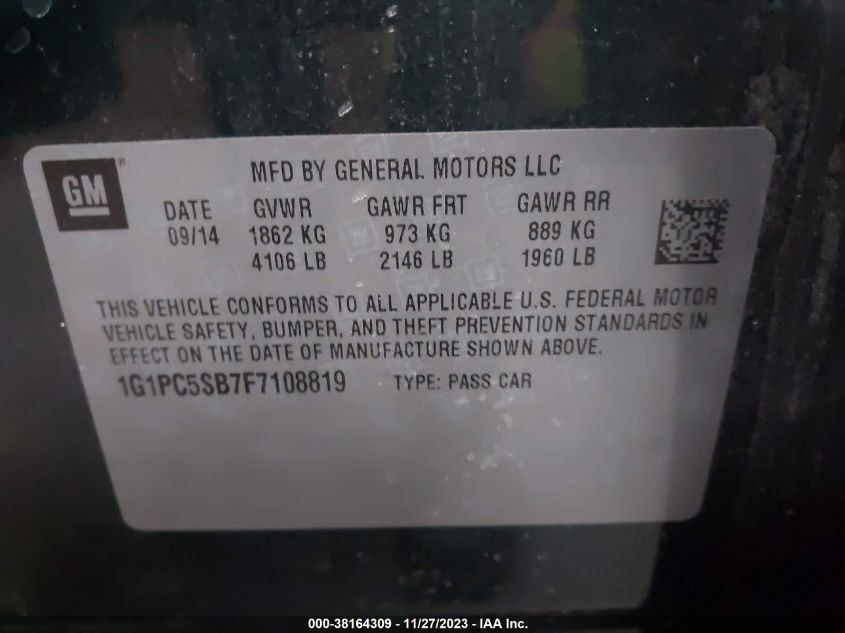 GM
MFD BY GENERAL MOTORS LLC
DATE GVWR GAWR FRT GAWR RR
09/14 1862 KG 973 KG 889 KG
4106 LB 2146 LB 1960 LB
THIS VEHICLE CONFORMS TO ALL APPLICABLE U.S. FEDERAL MOTOR
VEHICLE SAFETY, BUMPER, AND THEFT PREVENTION STANDARDS IN
EFFECT ON THE DATE OF MANUFACTURE SHOWN ABOVE.
1G1PC5SB7F7108819 TYPE: PASS CAR
000-38164309 - 11/27/2023 - IAA Inc.